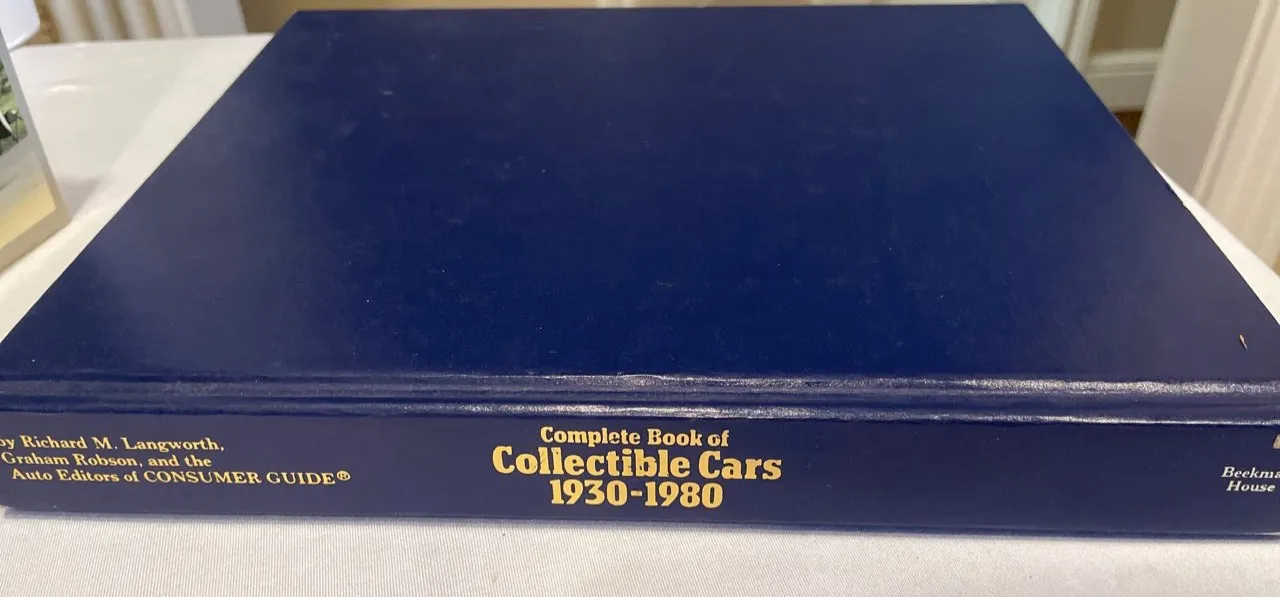 by Richard M. Langworth,
Graham Robson, and the
Auto Editors of CONSUMER GUIDE®
Complete Book of
Collectible Cars
1930-1980
House